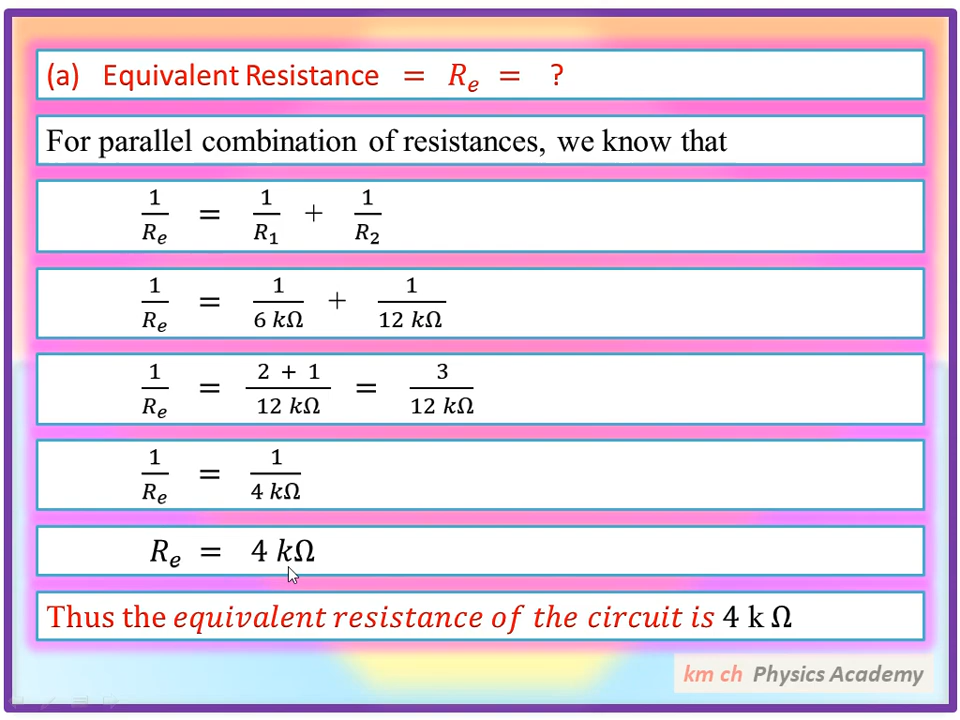 (a) Equivalent Resistance = Rₑ = ?
For parallel combination of resistances, we know that
1/Rₑ = 1/R₁ + 1/R₂
1/Rₑ = 1/6 kΩ + 1/12 kΩ
1/Rₑ = 2 + 1/12 kΩ = 3/12 kΩ
1/Rₑ = 1/4 kΩ
Rₑ = 4 kΩ
Thus the equivalent resistance of the circuit is 4 k Ω
km ch Physics Academy